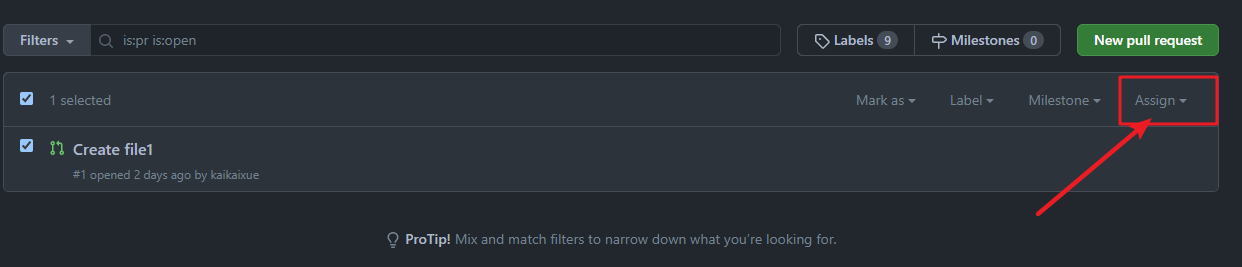 Filters is:pr is:open Labels 9 Milestones 0 New pull request
1 selected Mark as Label Milestone Assign
Create file1
#1 opened 2 days ago by kaikaixue
ProTip! Mix and match filters to narrow down what you're looking for.